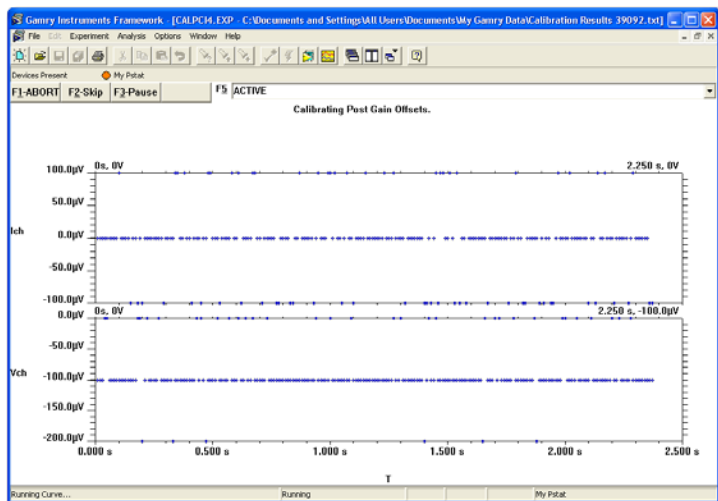 Gamry Instruments Framework - [CALPCI4.EXP - C:\Documents and Settings\All Users\Documents\My Gamry Data\Calibration Results 39092.txt]
File Edit Experiment Analysis Options Window Help
Devices Present My Pstat
F1-ABORT F2-Skip F3-Pause F5 ACTIVE
Calibrating Post Gain Offsets.
100.0µV 0s, 0V 2.250 s, 0V
50.0µV
Ich 0.0µV
-50.0µV
-100.0µV
0.0µV 0s, 0V 2.250 s, -100.0µV
-50.0µV
Vch -100.0µV
-150.0µV
-200.0µV
0.000 s 0.500 s 1.000 s 1.500 s 2.000 s 2.500 s
T
Running Curve... Running My Pstat